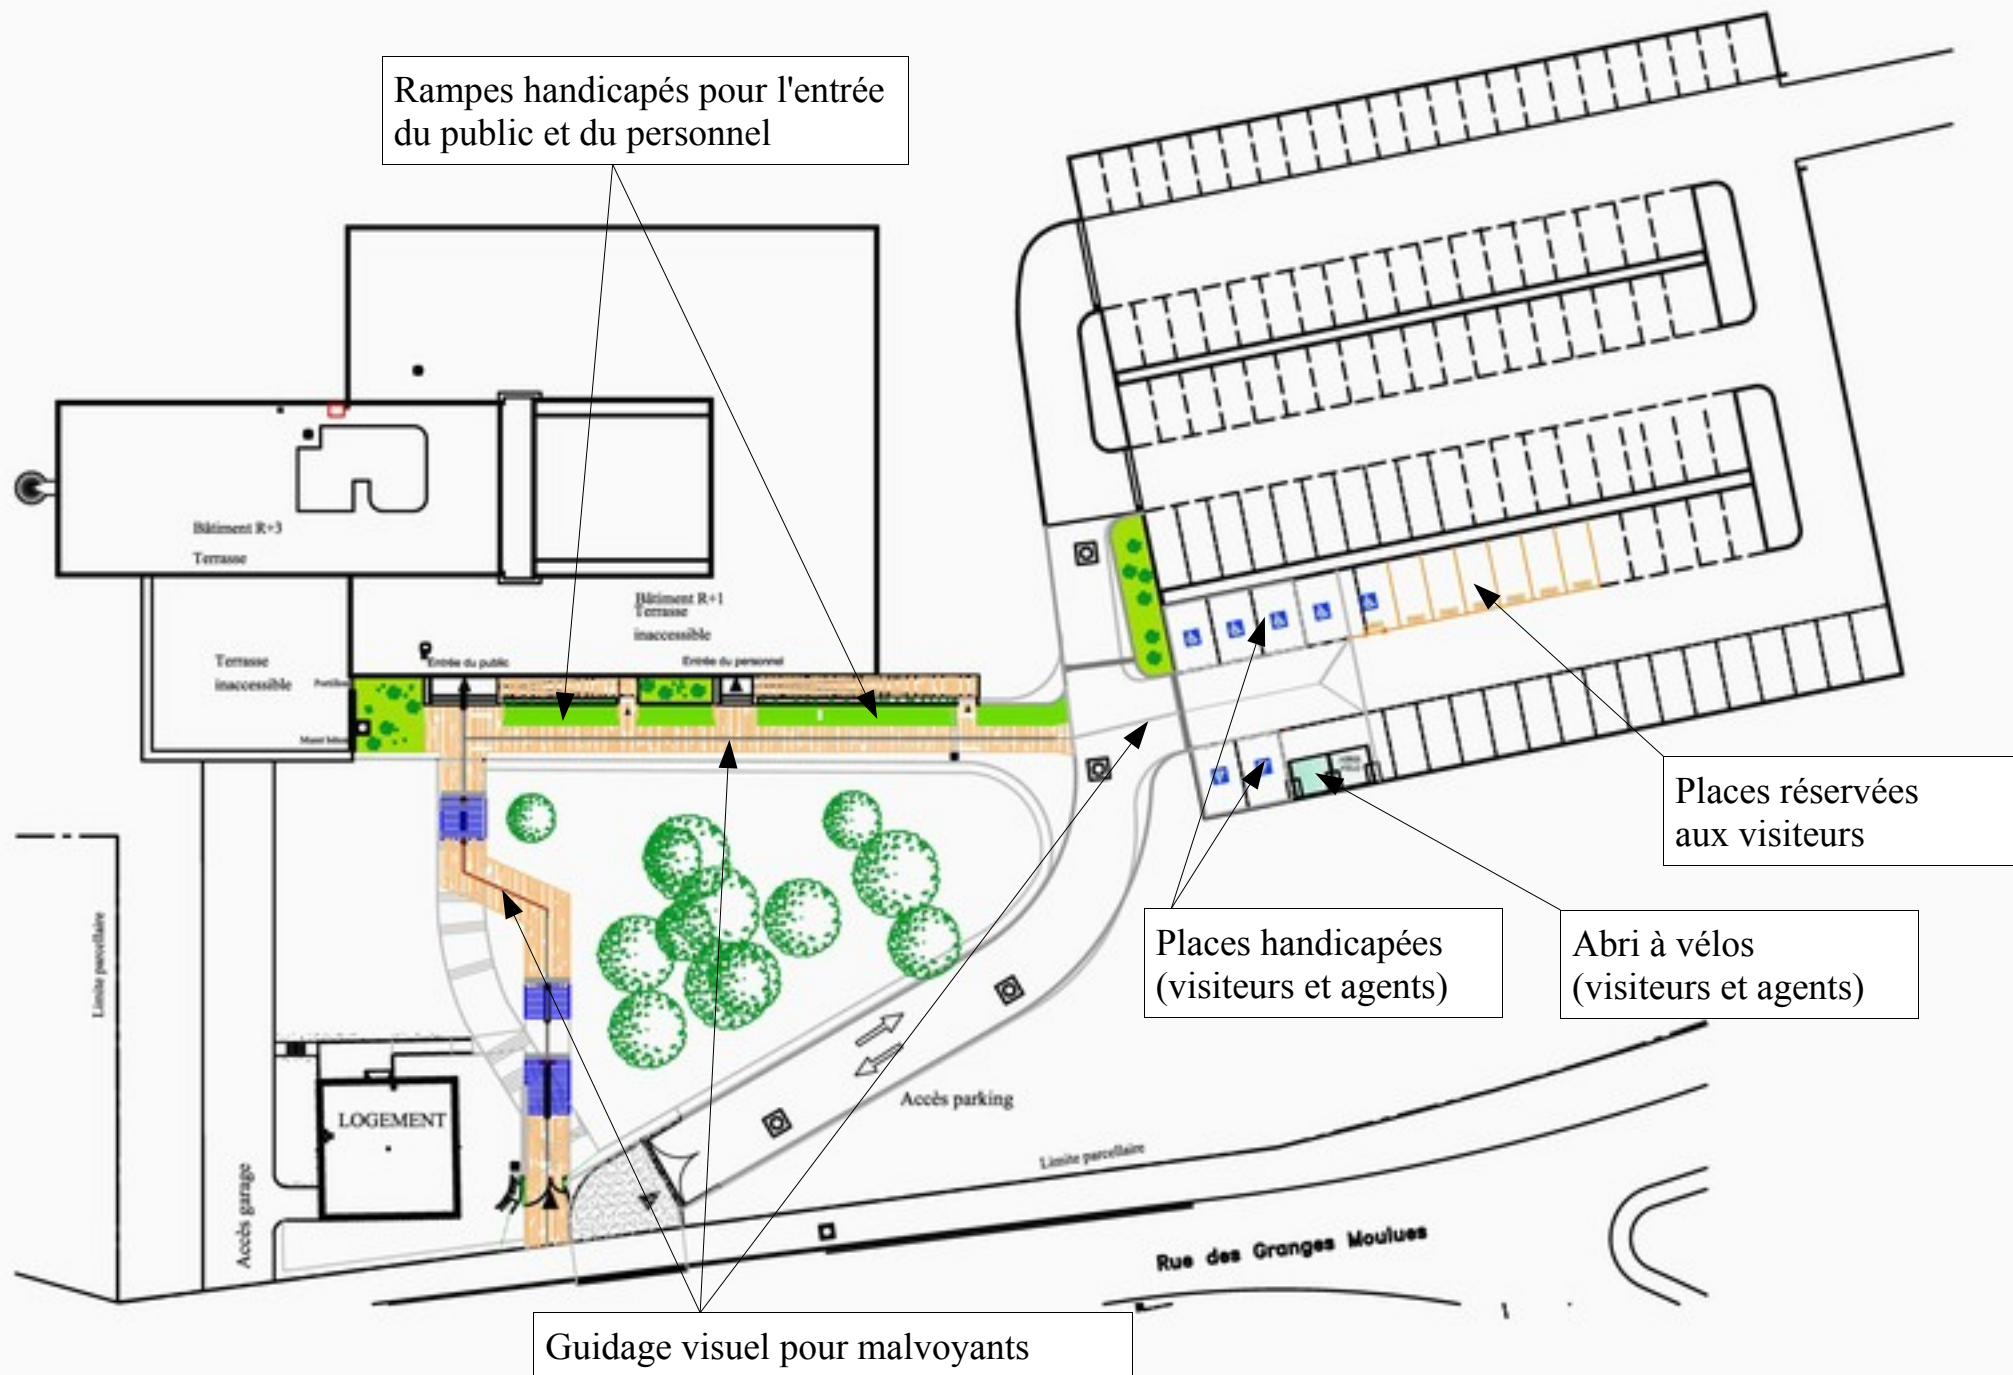 Rampes handicapés pour l'entrée
du public et du personnel
Bâtiment R+3
Terrasse
Bâtiment R+1
Terrasse
inaccessible
Terrasse
inaccessible
Entrée du public
Entrée du personnel
Places réservées
aux visiteurs
Places handicapées
(visiteurs et agents)
Abri à vélos
(visiteurs et agents)
Limite parcellaire
LOGEMENT
Accès garage
Accès parking
Limite parcellaire
Rue des Granges Moulues
Guidage visuel pour malvoyants